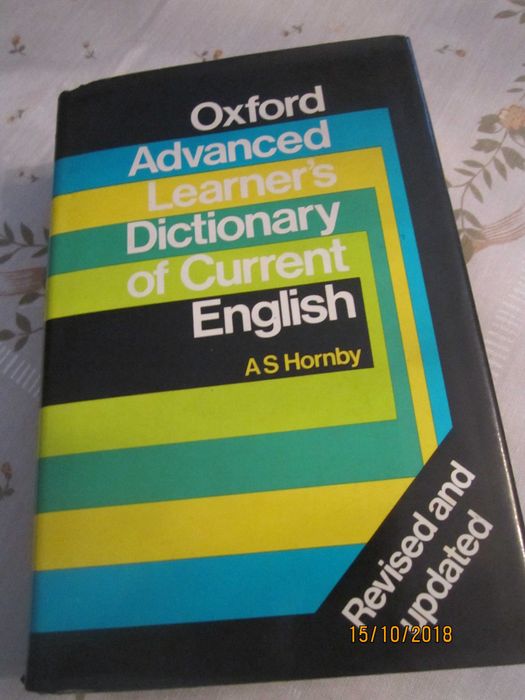 Oxford
Advanced
Learner's
Dictionary
of Current
English
A S Hornby
Revised and
updated
15/10/2018